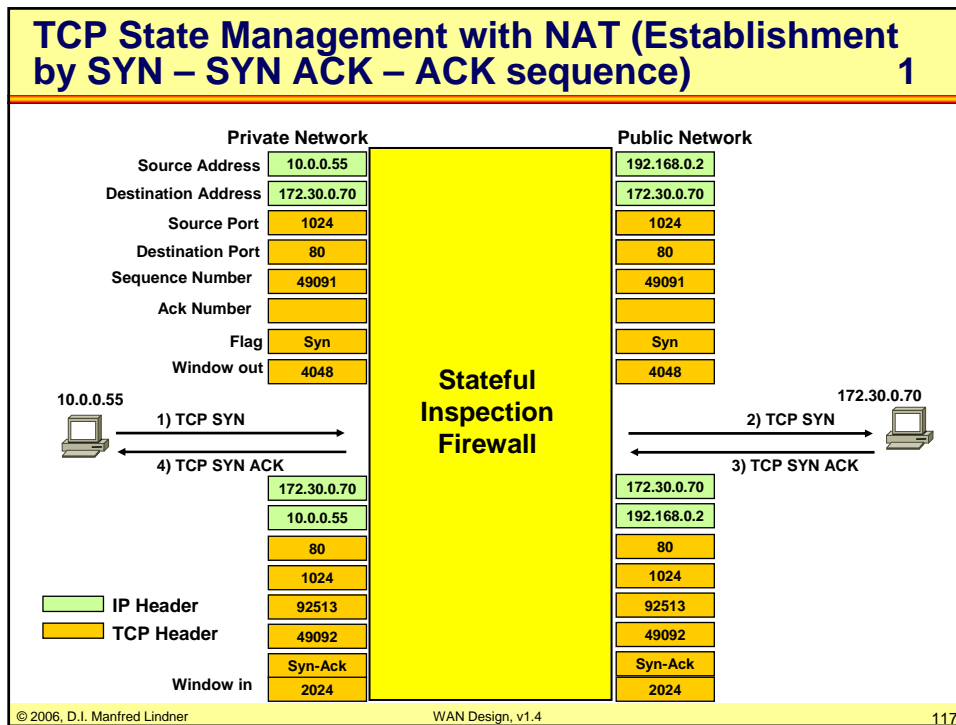 TCP State Management with NAT (Establishment
by SYN – SYN ACK – ACK sequence) 1
Private Network
Public Network
Source Address 10.0.0.55 192.168.0.2
Destination Address 172.30.0.70 172.30.0.70
Source Port 1024 1024
Destination Port 80 80
Sequence Number 49091 49091
Ack Number
Flag Syn Syn
Window out 4048 4048
Stateful
Inspection
Firewall
10.0.0.55
172.30.0.70
1) TCP SYN
2) TCP SYN
4) TCP SYN ACK
3) TCP SYN ACK
172.30.0.70 172.30.0.70
10.0.0.55 192.168.0.2
80 80
1024 1024
IP Header 92513 92513
TCP Header 49092 49092
Syn-Ack Syn-Ack
Window in 2024 2024
© 2006, D.I. Manfred Lindner
WAN Design, v1.4
117